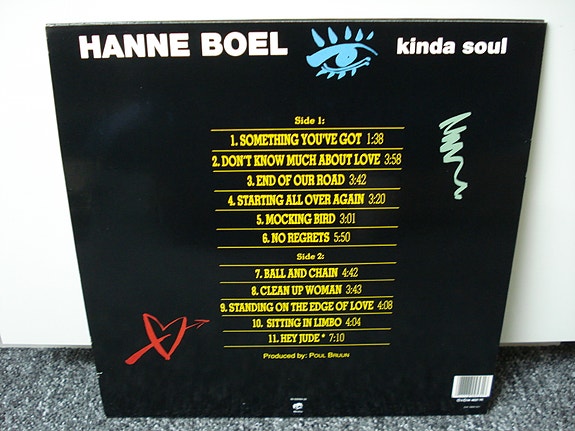 HANNE BOEL kinda soul
Side 1:
1. SOMETHING YOU'VE GOT 1:38
2. DON'T KNOW MUCH ABOUT LOVE 3:58
3. END OF OUR ROAD 3:42
4. STARTING ALL OVER AGAIN 3:20
5. MOCKING BIRD 3:01
6. NO REGRETS 5:50
Side 2:
7. BALL AND CHAIN 4:42
8. CLEAN UP WOMAN 3:43
9. STANDING ON THE EDGE OF LOVE 4:08
10. SITTING IN LIMBO 4:04
11. HEY JUDE * 7:10
Produced by: POUL BRUUN